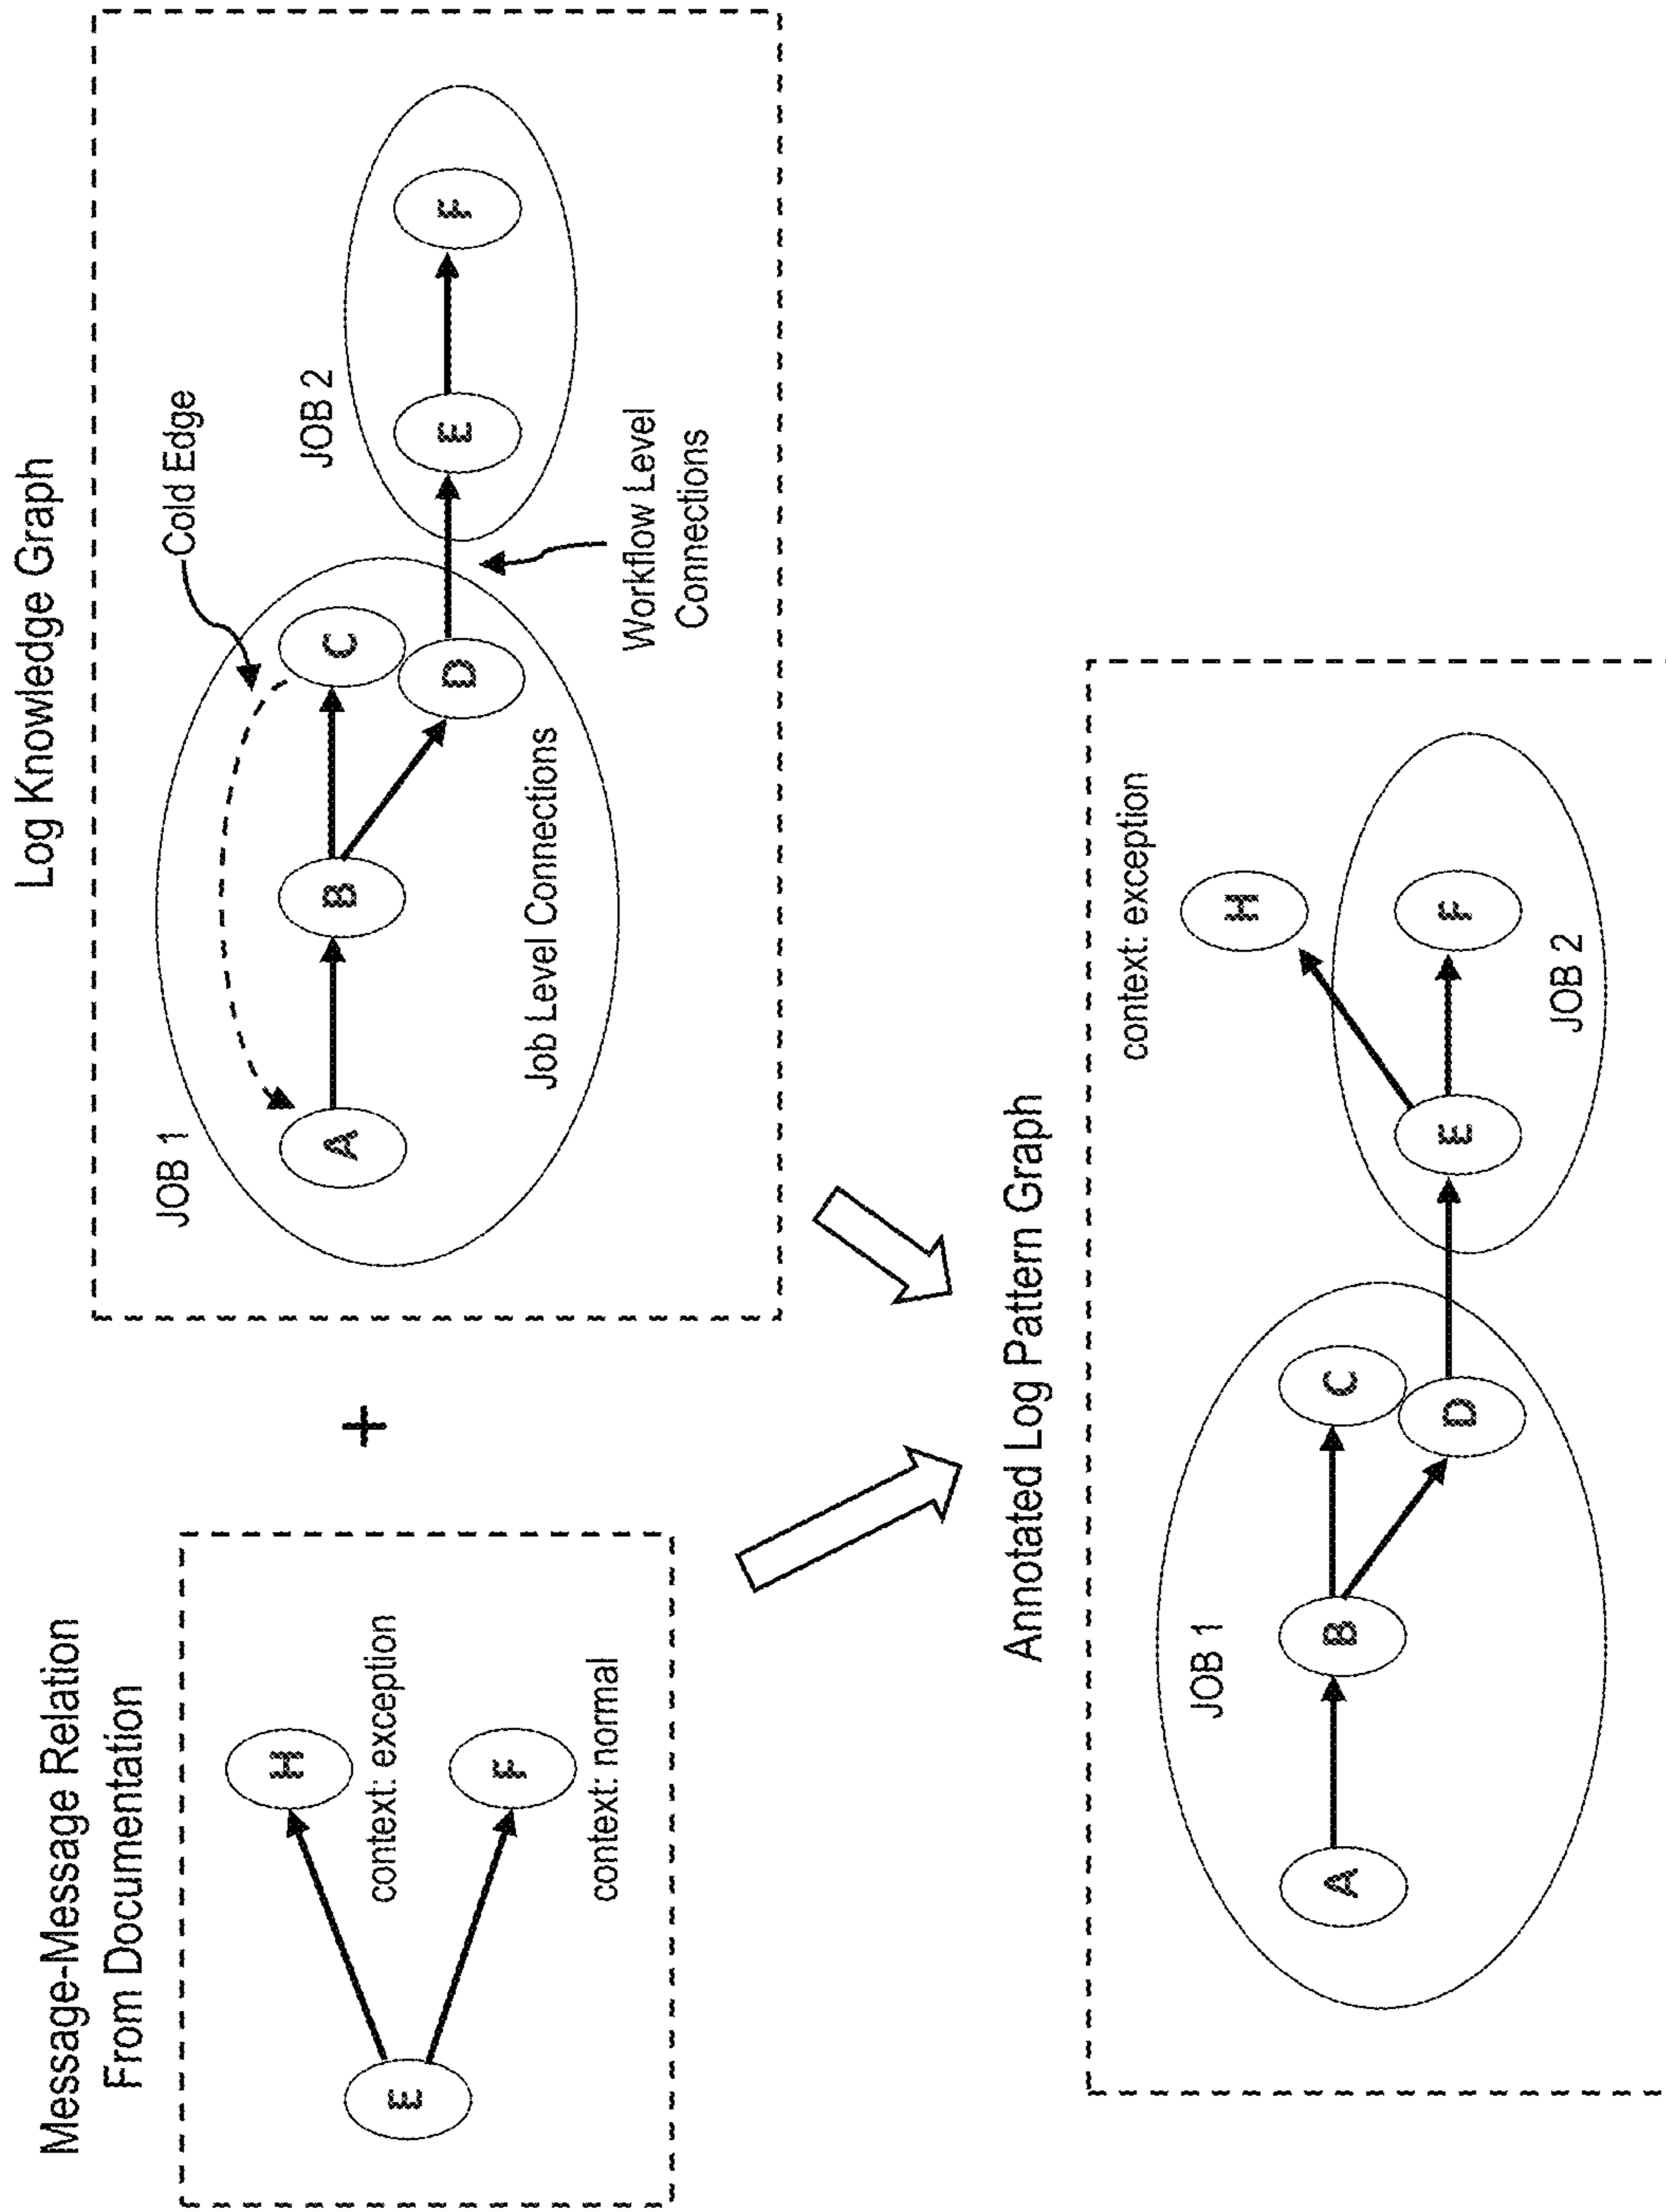 Message-Message Relation
From Documentation
E
H
context: exception
F
context: normal
+
Log Knowledge Graph
JOB 1
A
B
C
D
Job Level Connections
Cold Edge
JOB 2
E
F
Workflow Level
Connections
Annotated Log Pattern Graph
JOB 1
A
B
C
D
context: exception
H
E
F
JOB 2